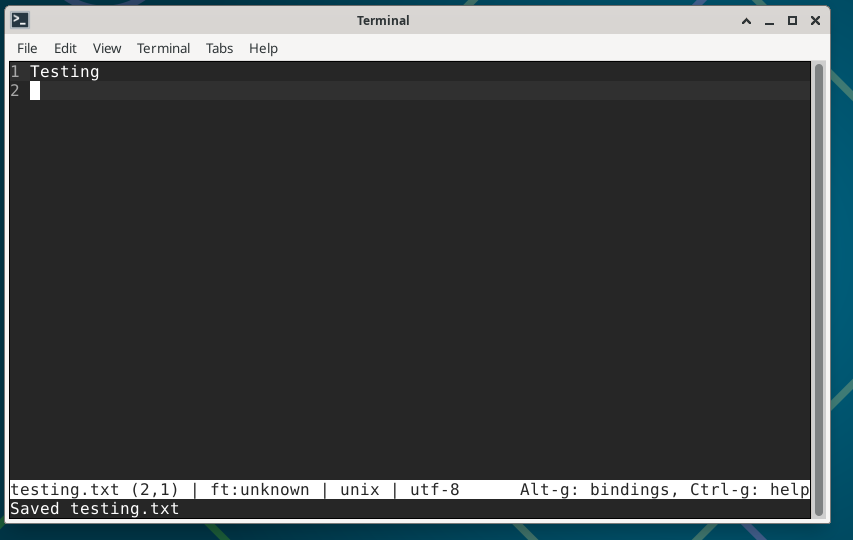 Terminal
File Edit View Terminal Tabs Help
1 Testing
2
testing.txt (2,1) | ft:unknown | unix | utf-8 Alt-g: bindings, Ctrl-g: help
Saved testing.txt